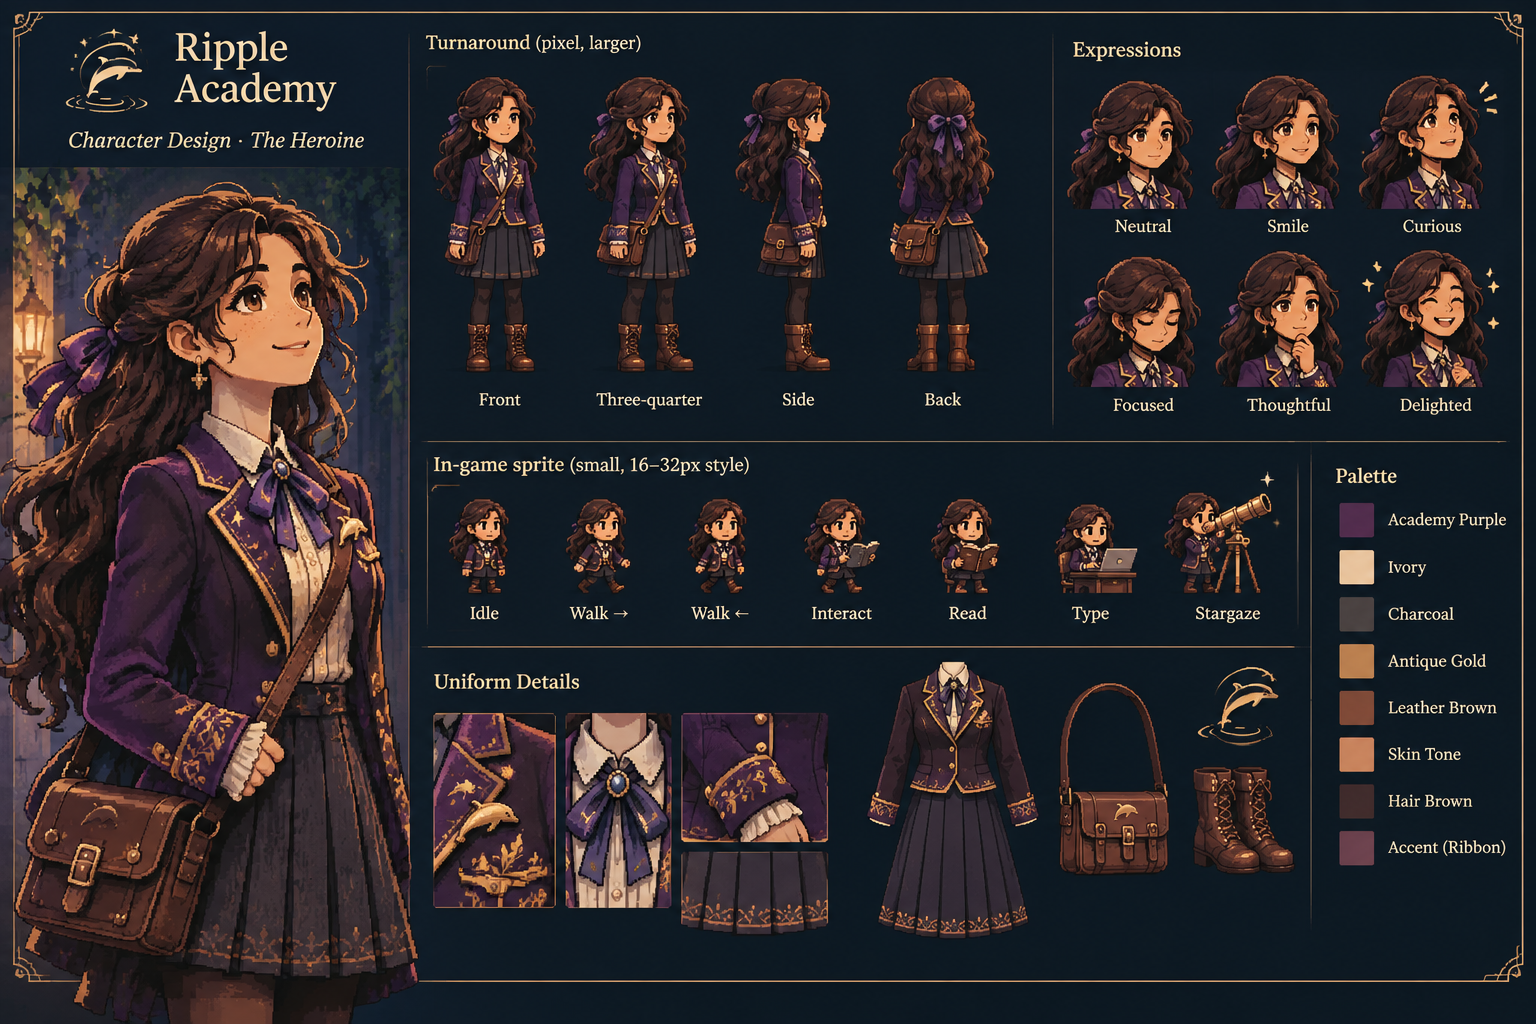 Ripple
Academy
Character Design · The Heroine
Turnaround (pixel, larger)
Front
Three-quarter
Side
Back
Expressions
Neutral
Smile
Curious
Focused
Thoughtful
Delighted
In-game sprite (small, 16–32px style)
Idle
Walk →
Walk ←
Interact
Read
Type
Stargaze
Uniform Details
Palette
Academy Purple
Ivory
Charcoal
Antique Gold
Leather Brown
Skin Tone
Hair Brown
Accent (Ribbon)